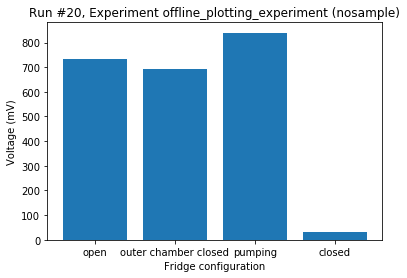 Run #20, Experiment offline_plotting_experiment (nosample)
800
700
600
500
400
300
200
100
0
Voltage (mV)
open outer chamber closed pumping closed
Fridge configuration